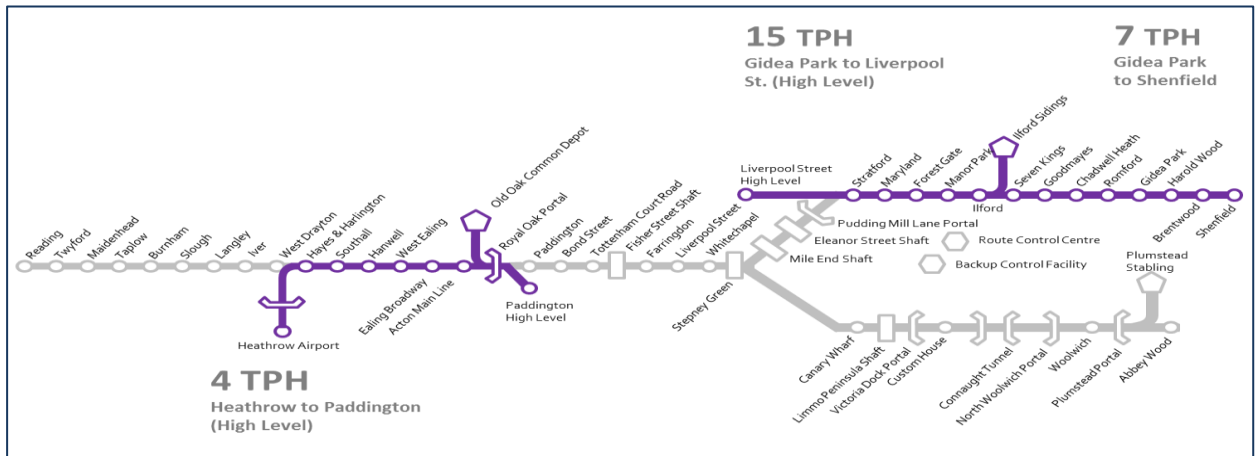 15 TPH
Gidea Park to Liverpool
St. (High Level)
7 TPH
Gidea Park
to Shenfield
Reading
Twyford
Maidenhead
Taplow
Burnham
Slough
Langley
Iver
West Drayton
Hayes & Harlington
Southall
Hanwell
West Ealing
Ealing Broadway
Acton Main Line
Old Oak Common Depot
Royal Oak Portal
Paddington
High Level
Paddington
Bond Street
Tottenham Court Road
Fisher Street Shaft
Farringdon
Liverpool Street
Whitechapel
Stepney Green
Liverpool Street
High Level
Stratford
Maryland
Forest Gate
Manor Park
Ilford
Ilford Sidings
Seven Kings
Goodmayes
Chadwell Heath
Romford
Gidea Park
Harold Wood
Brentwood
Shenfield
Pudding Mill Lane Portal
Eleanor Street Shaft
Mile End Shaft
Route Control Centre
Backup Control Facility
Plumstead
Stabling
Canary Wharf
Limmo Peninsula Shaft
Victoria Dock Portal
Custom House
Connaught Tunnel
North Woolwich Portal
Woolwich
Plumstead Portal
Abbey Wood
Heathrow Airport
4 TPH
Heathrow to Paddington
(High Level)